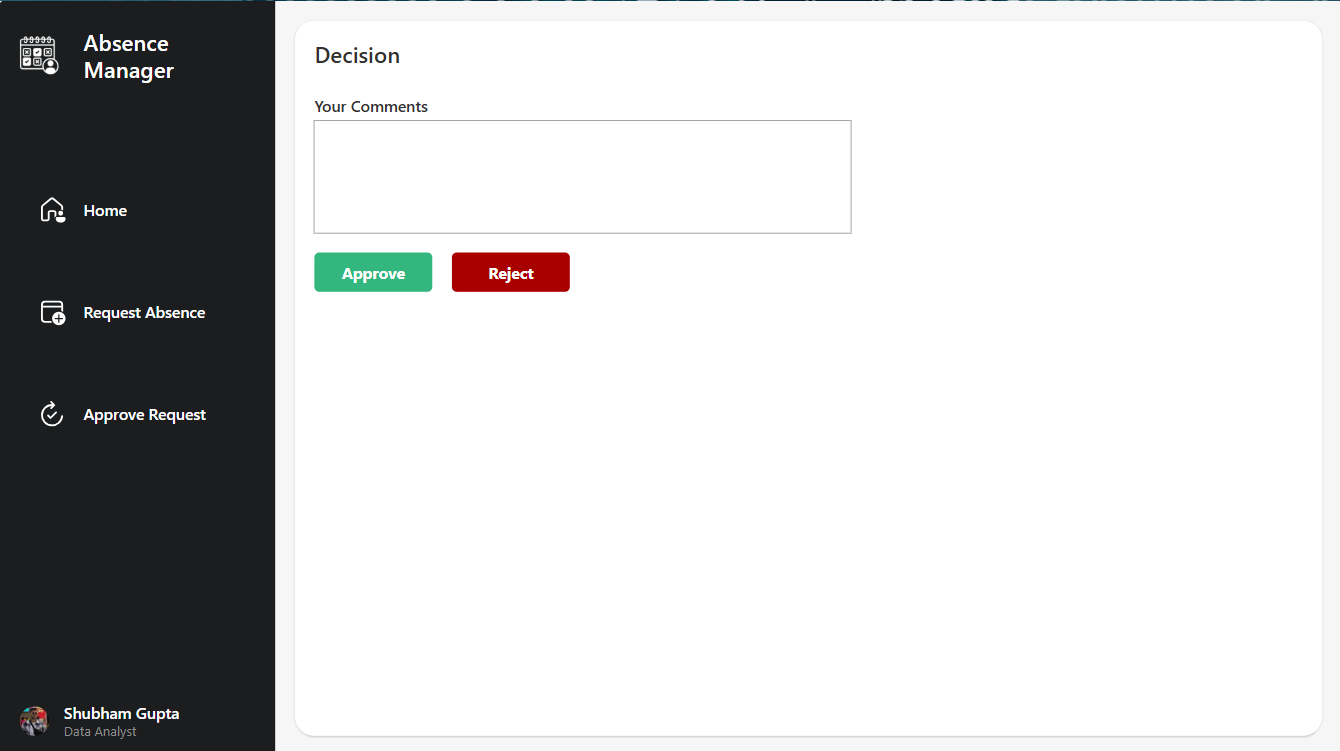 Absence
Manager
Home
Request Absence
Approve Request
Shubham Gupta
Data Analyst
Decision
Your Comments
Approve
Reject